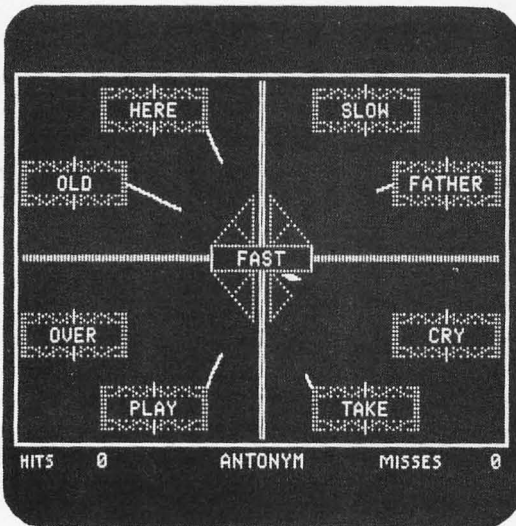 HERE SLOW
OLD FATHER
FAST
OVER CRY
PLAY TAKE
HITS 0 ANTONYM MISSES 0